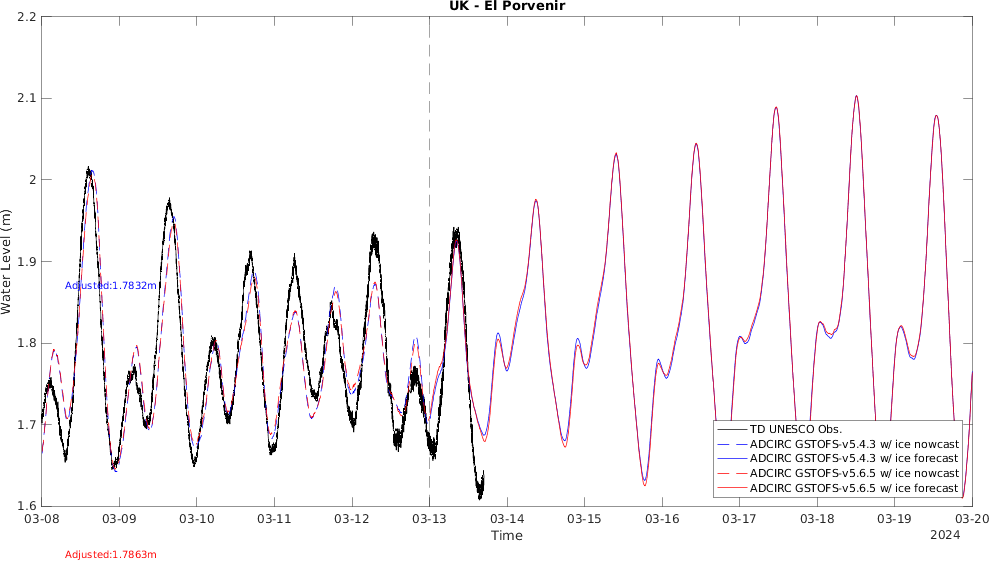 UK - El Porvenir
2.2
2.1
2
1.9
1.8
1.7
1.6
Water Level (m)
Adjusted:1.7832m
TD UNESCO Obs.
ADCIRC GSTOFS-v5.4.3 w/ ice nowcast
ADCIRC GSTOFS-v5.4.3 w/ ice forecast
ADCIRC GSTOFS-v5.6.5 w/ ice nowcast
ADCIRC GSTOFS-v5.6.5 w/ ice forecast
03-08 03-09 03-10 03-11 03-12 03-13 03-14 03-15 03-16 03-17 03-18 03-19 03-20
Time
2024
Adjusted:1.7863m